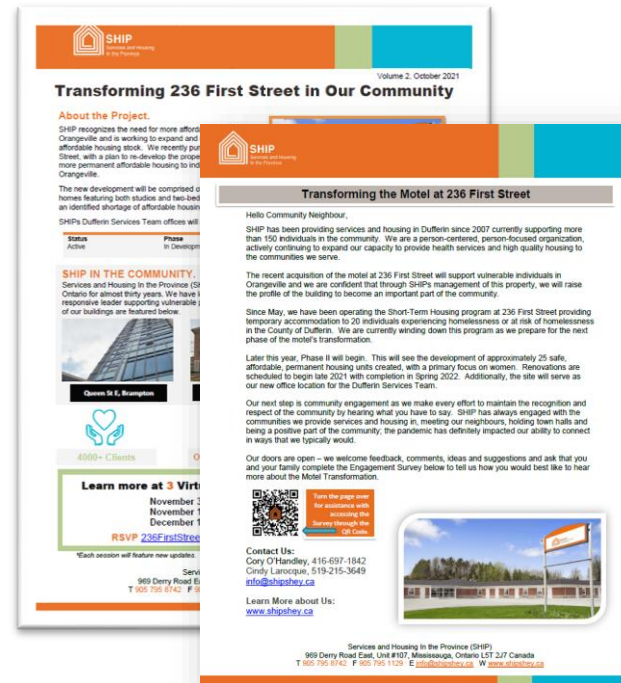 SHIP
Services and Housing
In the Province
Volume 2, October 2021
Transforming 236 First Street in Our Community
About the Project.
SHIP recognizes the need for more
Orangeville and is working to expand and
affordable housing stock. We recently
Street, with a plan to re-develop the
more permanent affordable housing to
Orangeville.
The new development will be comprised
homes featuring both studios and
an identified shortage of affordable
SHIPs Dufferin Services Team offices will
Status Phase
Active In
SHIP IN THE COMMUNITY.
Services and Housing In the Province
Ontario for almost thirty years. We have
responsive leader supporting vulnerable
of our buildings are featured below.
Queen St E, Brampton
4000+ Clients
Learn more at 3
November
November
December
RSVP
*Each session will feature new updates
969 Derry Road
T 905 795 8742 F
SHIP
Services and Housing
In the Province
Transforming the Motel at 236 First Street
Hello Community Neighbour,
SHIP has been providing services and housing in Dufferin since 2007 currently supporting more
than 150 individuals in the community. We are a person-centered, person-focused organization,
actively continuing to expand our capacity to provide health services and high quality housing to
the communities we serve.
The recent acquisition of the motel at 236 First Street will support vulnerable individuals in
Orangeville and we are confident that through SHIPs management of this property, we will raise
the profile of the building to become an important part of the community.
Since May, we have been operating the Short-Term Housing program at 236 First Street providing
temporary accommodation to 20 individuals experiencing homelessness or at risk of homelessness
in the County of Dufferin. We are currently winding down this program as we prepare for the next
phase of the motel's transformation.
Later this year, Phase II will begin. This will see the development of approximately 25 safe,
affordable, permanent housing units created, with a primary focus on women. Renovations are
scheduled to begin late 2021 with completion in Spring 2022. Additionally, the site will serve as
our new office location for the Dufferin Services Team.
Our next step is community engagement as we make every effort to maintain the recognition and
respect of the community by hearing what you have to say. SHIP has always engaged with the
communities we provide services and housing in, meeting our neighbours, holding town halls and
being a positive part of the community; the pandemic has definitely impacted our ability to connect
in ways that we typically would.
Our doors are open – we welcome feedback, comments, ideas and suggestions and ask that you
and your family complete the Engagement Survey below to tell us how you would best like to hear
more about the Motel Transformation.
Turn the page over
for assistance with
accessing the
Survey through the
QR Code.
Contact Us:
Cory O'Handley, 416-697-1842
Cindy Larocque, 519-215-3649
info@shipshey.ca
Learn More about Us:
www.shipshey.ca
Services and Housing In the Province (SHIP)
969 Derry Road East, Unit #107, Mississauga, Ontario L5T 2J7 Canada
T 905 795 8742 F 905 795 1129 E info@shipshey.ca W www.shipshey.ca